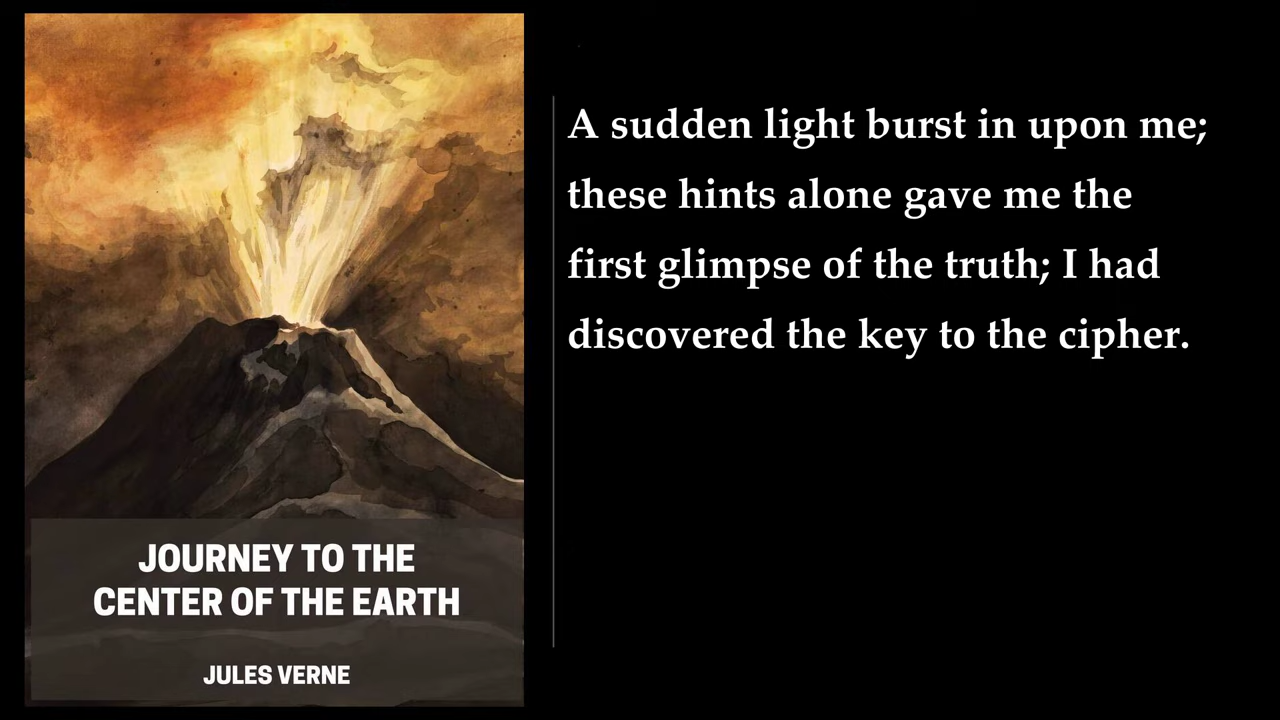 JOURNEY TO THE
CENTER OF THE EARTH
JULES VERNE
A sudden light burst in upon me;
these hints alone gave me the
first glimpse of the truth; I had
discovered the key to the cipher.